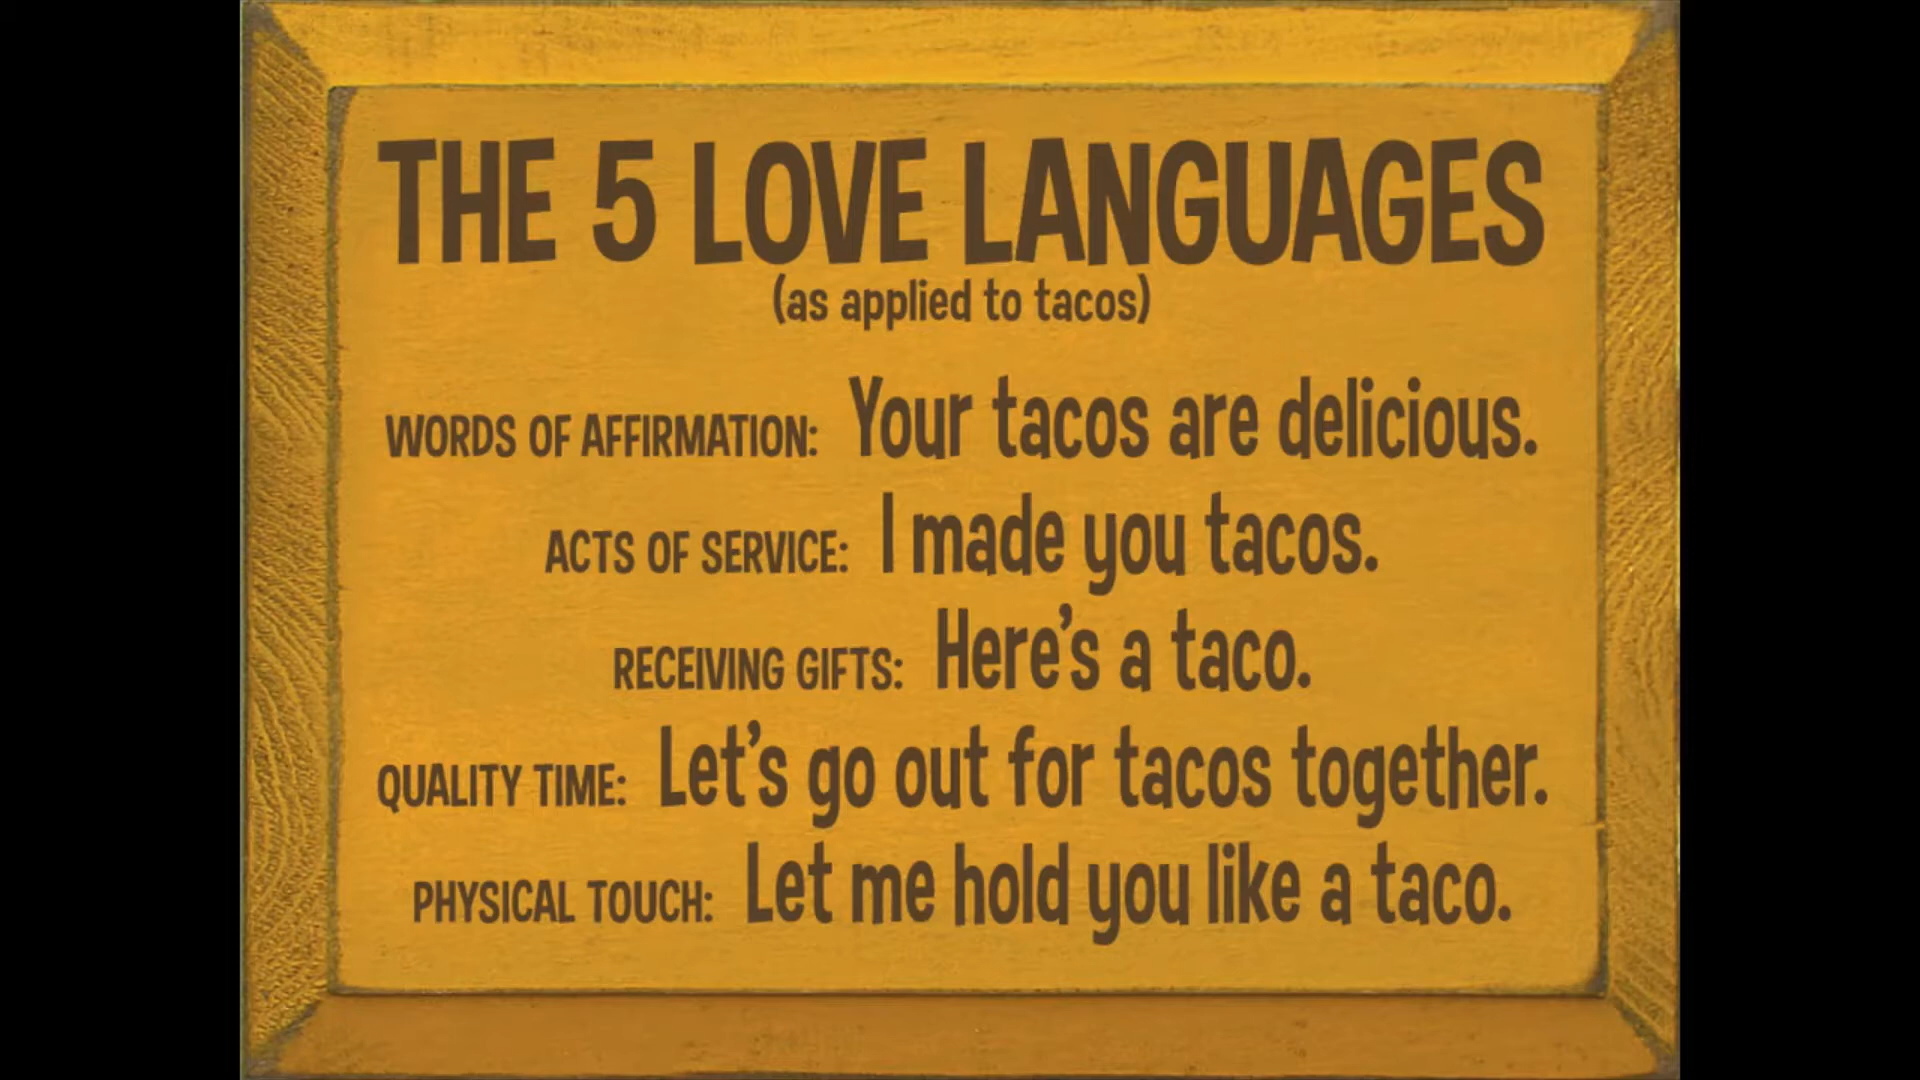 THE 5 LOVE LANGUAGES
(as applied to tacos)
WORDS OF AFFIRMATION: Your tacos are delicious.
ACTS OF SERVICE: I made you tacos.
RECEIVING GIFTS: Here's a taco.
QUALITY TIME: Let's go out for tacos together.
PHYSICAL TOUCH: Let me hold you like a taco.